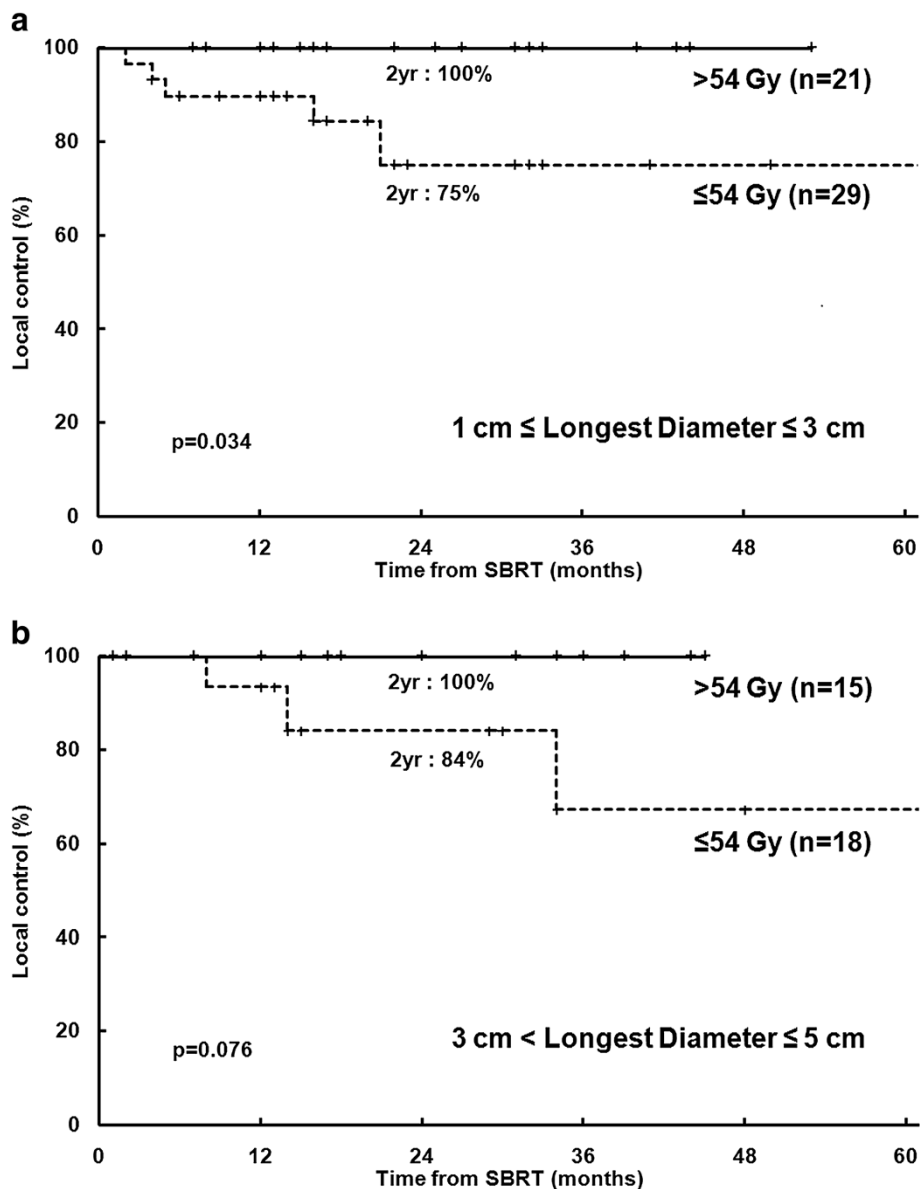 a
100
80
60
40
20
0
Local control (%)
2yr : 100%
>54 Gy (n=21)
2yr : 75%
≤54 Gy (n=29)
p=0.034
1 cm ≤ Longest Diameter ≤ 3 cm
0 12 24 36 48 60
Time from SBRT (months)
b
100
80
60
40
20
0
Local control (%)
2yr : 100%
>54 Gy (n=15)
2yr : 84%
≤54 Gy (n=18)
p=0.076
3 cm < Longest Diameter ≤ 5 cm
0 12 24 36 48 60
Time from SBRT (months)